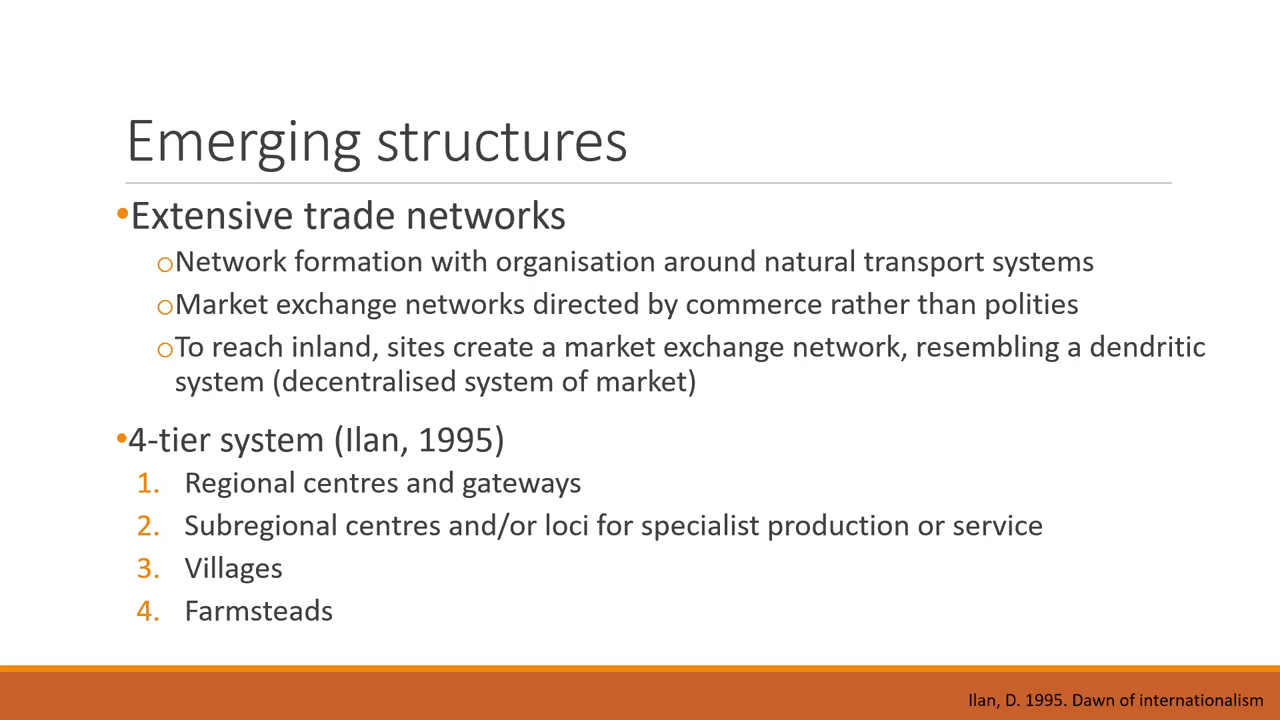 Emerging structures
•Extensive trade networks
oNetwork formation with organisation around natural transport systems
oMarket exchange networks directed by commerce rather than polities
oTo reach inland, sites create a market exchange network, resembling a dendritic
system (decentralised system of market)
•4-tier system (Ilan, 1995)
1. Regional centres and gateways
2. Subregional centres and/or loci for specialist production or service
3. Villages
4. Farmsteads
Ilan, D. 1995. Dawn of internationalism